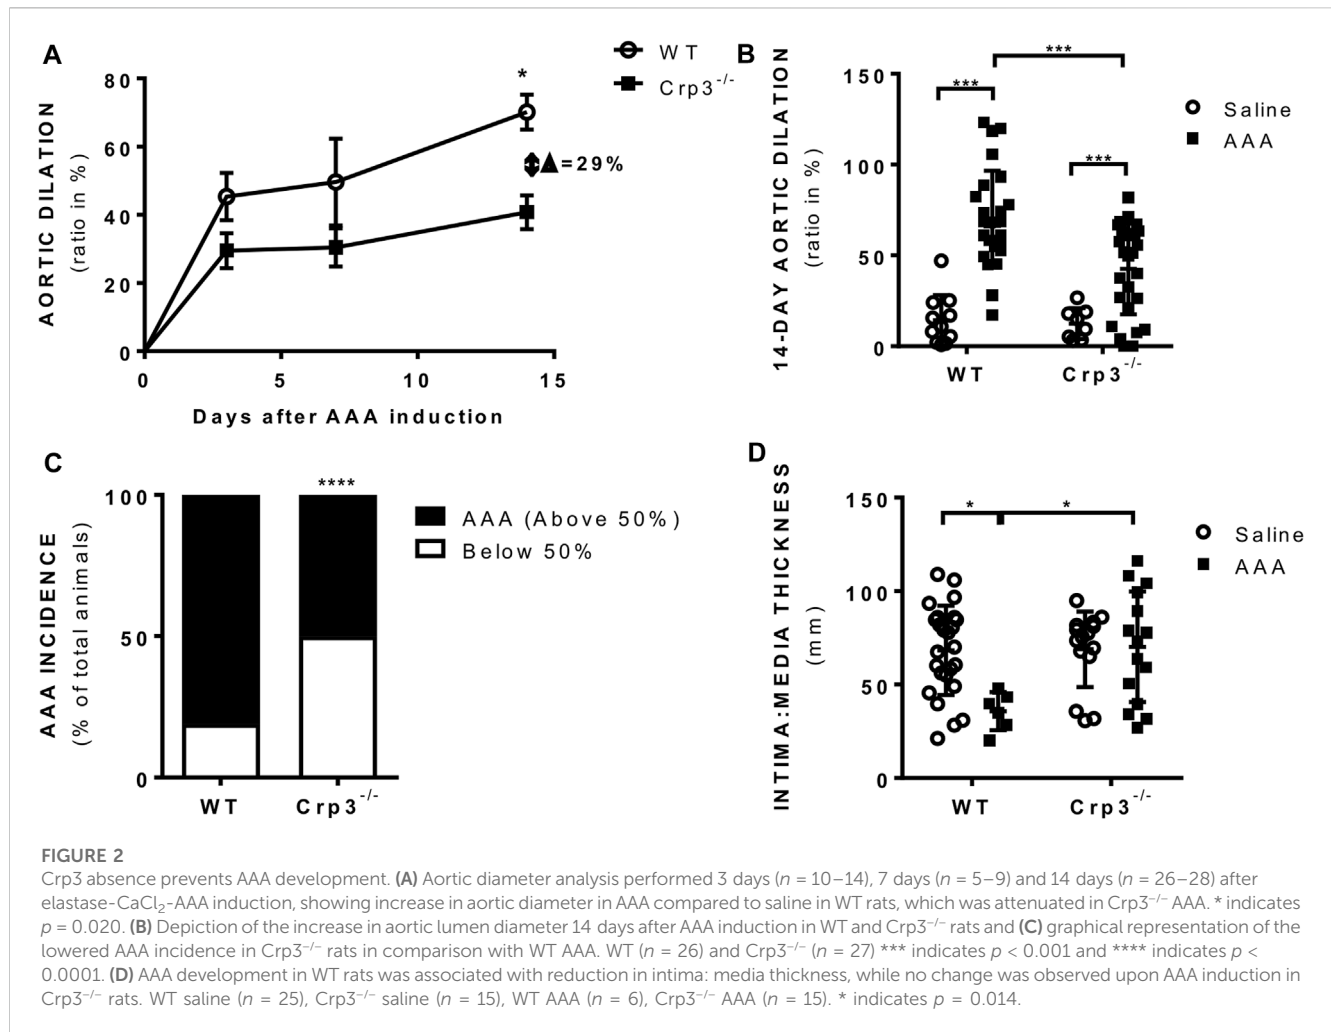 A
WT
Crp3-/-
AORTIC DILATION
(ratio in %)
80
60
40
20
0
*
Δ=29%
0 5 10 15
Days after AAA induction
B
14-DAY AORTIC DILATION
(ratio in %)
150
100
50
0
***
***
***
Saline
AAA
WT Crp3-/-
C
AAA INCIDENCE
(% of total animals)
100
50
0
****
AAA (Above 50%)
Below 50%
WT Crp3-/-
D
INTIMA:MEDIA THICKNESS
(mm)
150
100
50
0
* *
Saline
AAA
WT Crp3-/-
FIGURE 2
Crp3 absence prevents AAA development. (A) Aortic diameter analysis performed 3 days (n = 10–14), 7 days (n = 5–9) and 14 days (n = 26–28) after
elastase-CaCl2-AAA induction, showing increase in aortic diameter in AAA compared to saline in WT rats, which was attenuated in Crp3−/− AAA. * indicates
p = 0.020. (B) Depiction of the increase in aortic lumen diameter 14 days after AAA induction in WT and Crp3−/− rats and (C) graphical representation of the
lowered AAA incidence in Crp3−/− rats in comparison with WT AAA. WT (n = 26) and Crp3−/− (n = 27) *** indicates p < 0.001 and **** indicates p <
0.0001. (D) AAA development in WT rats was associated with reduction in intima: media thickness, while no change was observed upon AAA induction in
Crp3−/− rats. WT saline (n = 25), Crp3−/− saline (n = 15), WT AAA (n = 6), Crp3−/− AAA (n = 15). * indicates p = 0.014.